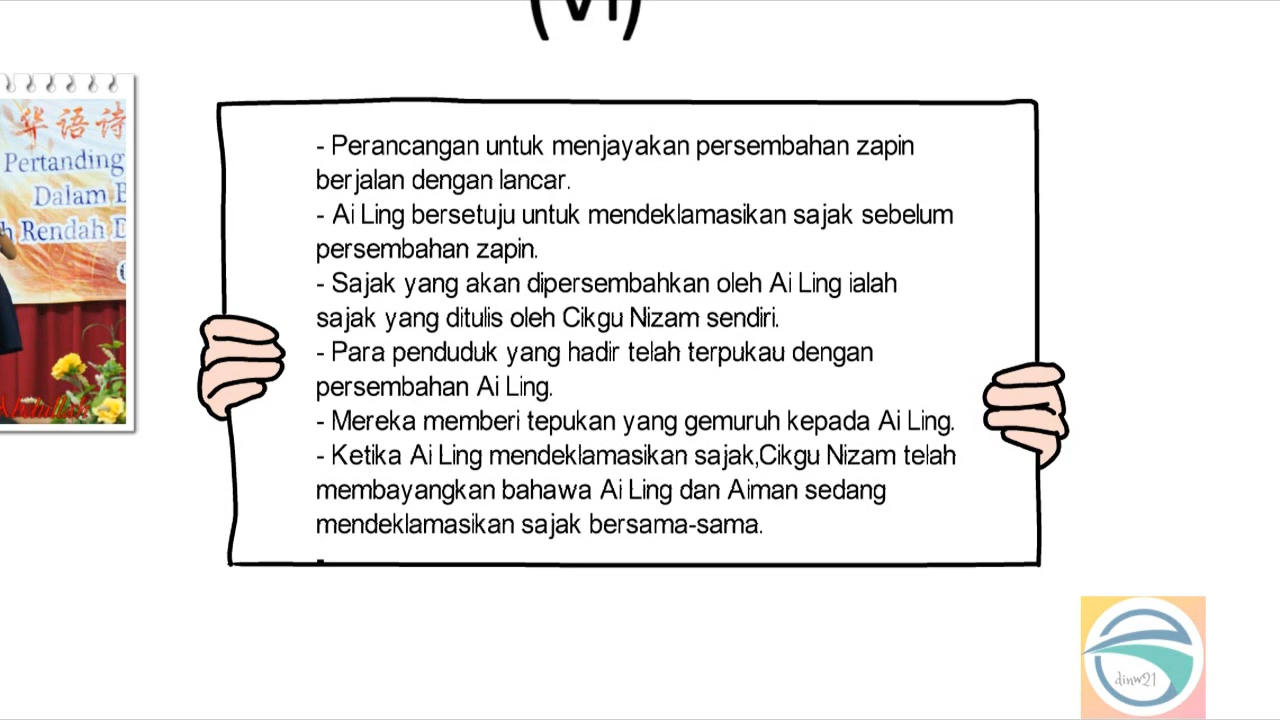 (VI)
华语诗
Pertanding
Dalam B
h Rendah D
- Perancangan untuk menjayakan persembahan zapin
berjalan dengan lancar.
- Ai Ling bersetuju untuk mendeklamasikan sajak sebelum
persembahan zapin.
- Sajak yang akan dipersembahkan oleh Ai Ling ialah
sajak yang ditulis oleh Cikgu Nizam sendiri.
- Para penduduk yang hadir telah terpukau dengan
persembahan Ai Ling.
- Mereka memberi tepukan yang gemuruh kepada Ai Ling.
- Ketika Ai Ling mendeklamasikan sajak,Cikgu Nizam telah
membayangkan bahawa Ai Ling dan Aiman sedang
mendeklamasikan sajak bersama-sama.
-
dinw21